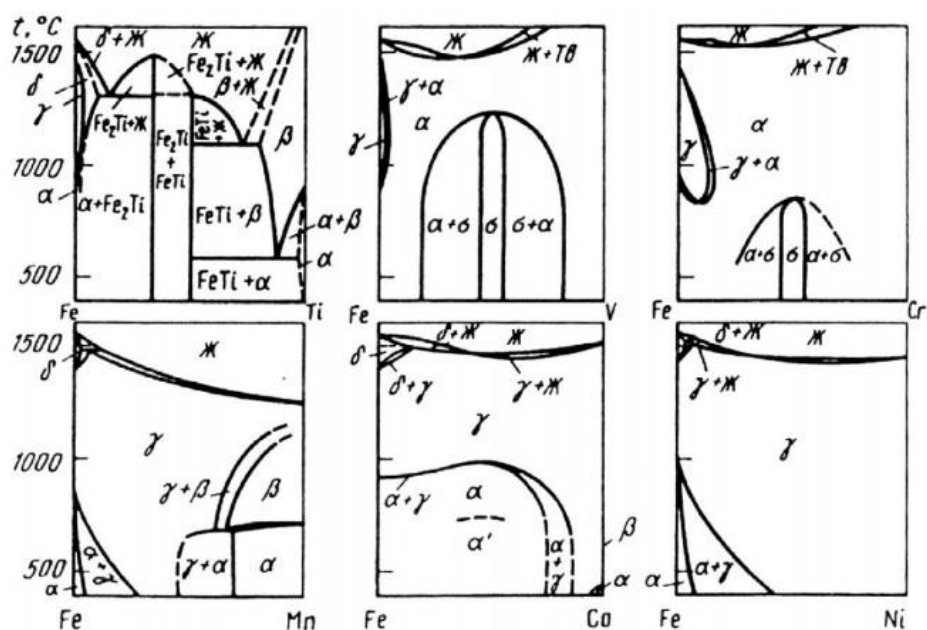 t, °C
1500
1000
500
δ+Ж
Ж
Fe₂Ti+Ж
β+Ж
δ
γ
Fe₂Ti+Ж
Fe₂Ti
+
FeTi
FeTi
+
Ж
β
α
α+Fe₂Ti
FeTi+β
α+β
α
FeTi+α
Fe
Ti
Ж
Ж+ТВ
γ+α
γ
α
α+σ
σ
σ+α
Fe
V
Ж
Ж+ТВ
α
γ
γ+α
α+σ
σ
α+σ
Fe
Cr
1500
1000
500
Ж
δ
γ
γ+β
β
α+γ
γ+α
α
α
Fe
Mn
δ+Ж
Ж
δ
δ+γ
γ+Ж
γ
α+γ
α
α'
α
+
γ
β
α
Fe
Co
δ+Ж
Ж
γ+Ж
γ
α
α+γ
Fe
Ni